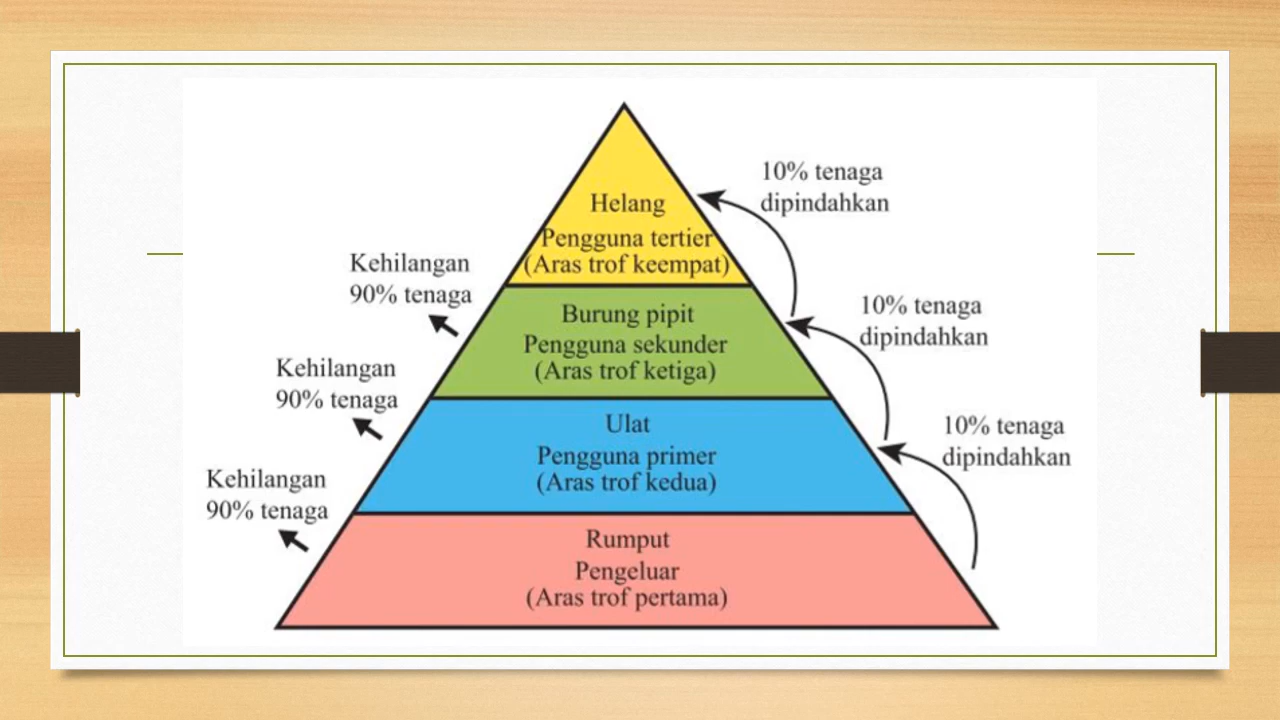 10% tenaga
dipindahkan
Helang
Pengguna tertier
(Aras trof keempat)
Kehilangan
90% tenaga
10% tenaga
dipindahkan
Burung pipit
Pengguna sekunder
(Aras trof ketiga)
Kehilangan
90% tenaga
10% tenaga
dipindahkan
Ulat
Pengguna primer
(Aras trof kedua)
Kehilangan
90% tenaga
Rumput
Pengeluar
(Aras trof pertama)